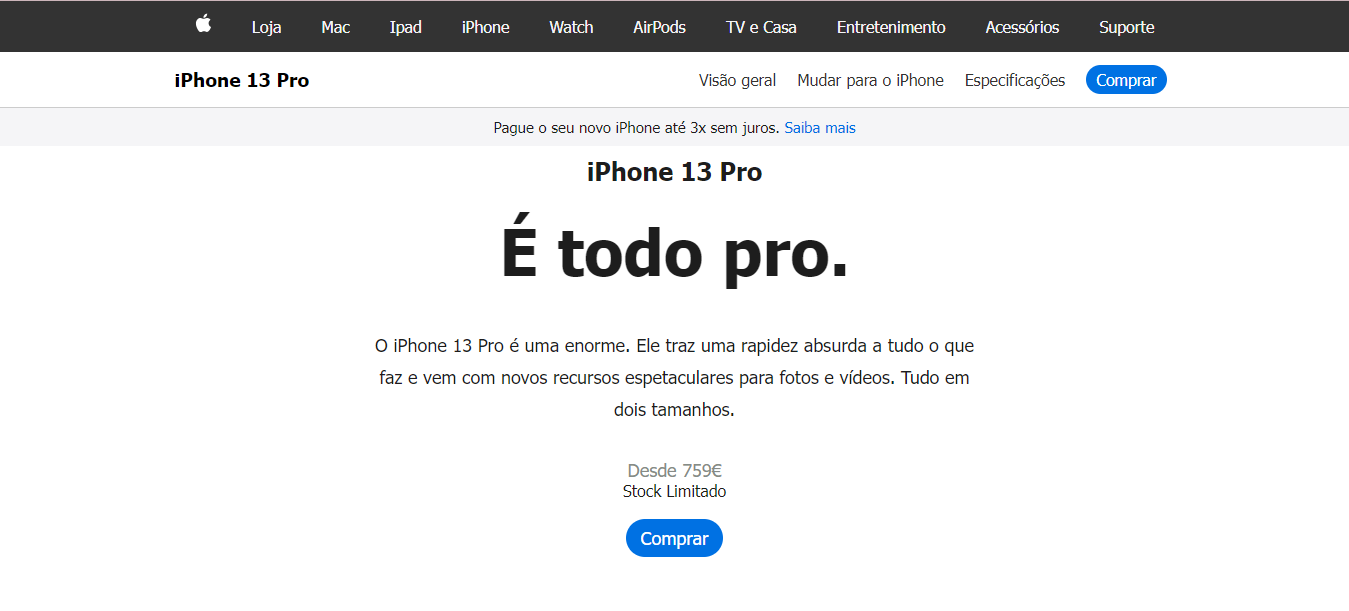 Loja Mac Ipad iPhone Watch AirPods TV e Casa Entretenimento Acessórios Suporte
iPhone 13 Pro Visão geral Mudar para o iPhone Especificações Comprar
Pague o seu novo iPhone até 3x sem juros. Saiba mais
iPhone 13 Pro
É todo pro.
O iPhone 13 Pro é uma enorme. Ele traz uma rapidez absurda a tudo o que
faz e vem com novos recursos espetaculares para fotos e vídeos. Tudo em
dois tamanhos.
Desde 759€
Stock Limitado
Comprar